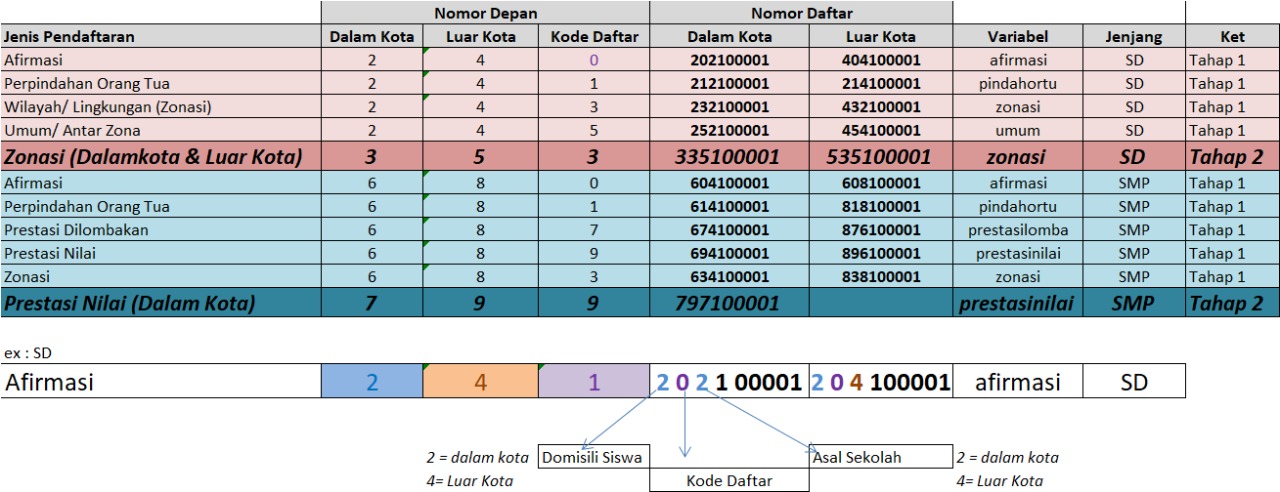 Nomor Depan Nomor Daftar
Jenis Pendaftaran Dalam Kota Luar Kota Kode Daftar Dalam Kota Luar Kota Variabel Jenjang Ket
Afirmasi 2 4 0 202100001 404100001 afirmasi SD Tahap 1
Perpindahan Orang Tua 2 4 1 212100001 214100001 pindahortu SD Tahap 1
Wilayah/ Lingkungan (Zonasi) 2 4 3 232100001 432100001 zonasi SD Tahap 1
Umum/ Antar Zona 2 4 5 252100001 454100001 umum SD Tahap 1
Zonasi (Dalamkota & Luar Kota) 3 5 3 335100001 535100001 zonasi SD Tahap 2
Afirmasi 6 8 0 604100001 608100001 afirmasi SMP Tahap 1
Perpindahan Orang Tua 6 8 1 614100001 818100001 pindahortu SMP Tahap 1
Prestasi Dilombakan 6 8 7 674100001 876100001 prestasilomba SMP Tahap 1
Prestasi Nilai 6 8 9 694100001 896100001 prestasinilai SMP Tahap 1
Zonasi 6 8 3 634100001 838100001 zonasi SMP Tahap 1
Prestasi Nilai (Dalam Kota) 7 9 9 797100001 prestasinilai SMP Tahap 2
ex : SD
Afirmasi 2 4 1 2 0 2 1 00001 2 0 4 100001 afirmasi SD
2 = dalam kota Domisili Siswa Asal Sekolah 2 = dalam kota
4= Luar Kota Kode Daftar 4= Luar Kota